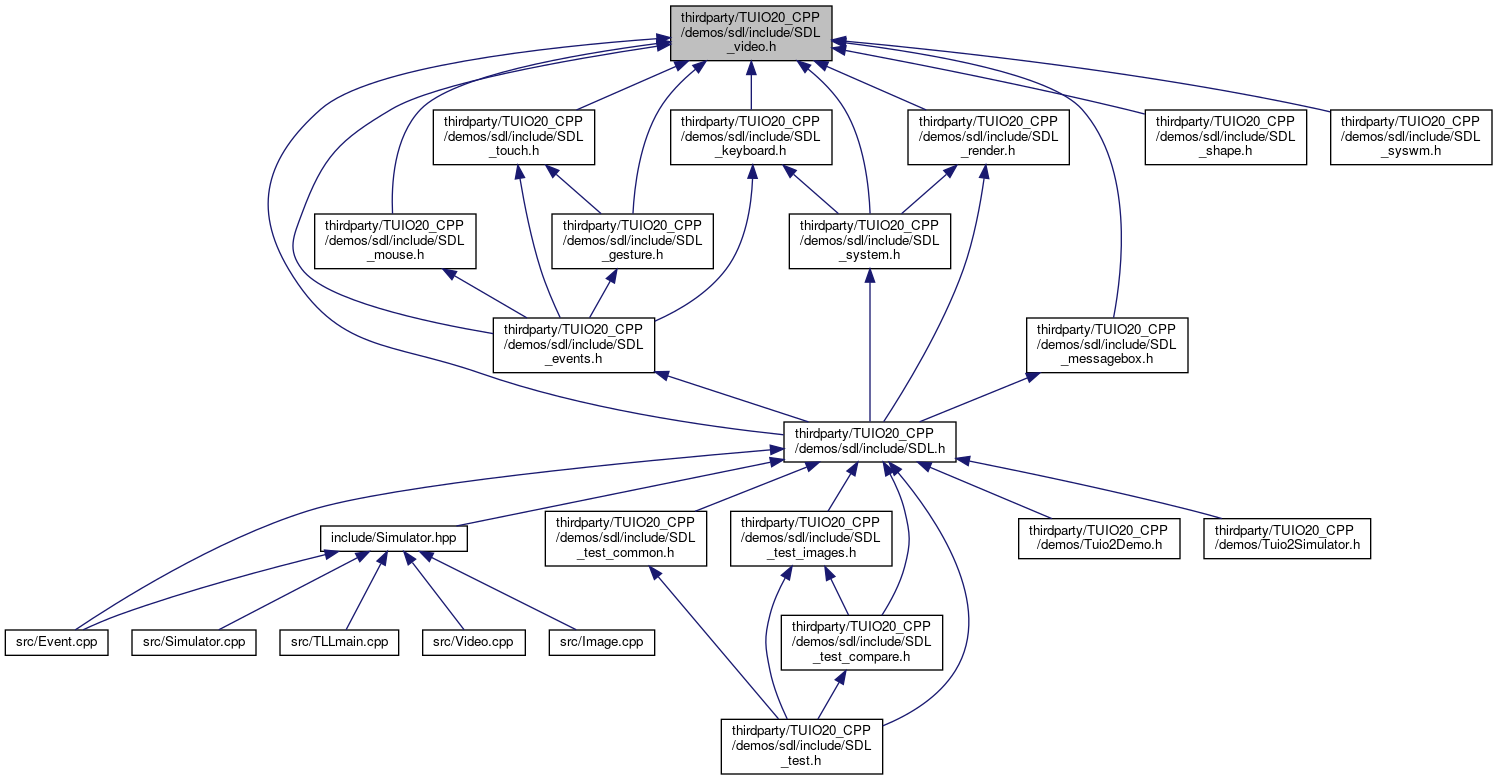 thirdparty/TUIO20_CPP
/demos/sdl/include/SDL
_video.h
thirdparty/TUIO20_CPP
/demos/sdl/include/SDL
_touch.h
thirdparty/TUIO20_CPP
/demos/sdl/include/SDL
_keyboard.h
thirdparty/TUIO20_CPP
/demos/sdl/include/SDL
_render.h
thirdparty/TUIO20_CPP
/demos/sdl/include/SDL
_shape.h
thirdparty/TUIO20_CPP
/demos/sdl/include/SDL
_syswm.h
thirdparty/TUIO20_CPP
/demos/sdl/include/SDL
_mouse.h
thirdparty/TUIO20_CPP
/demos/sdl/include/SDL
_gesture.h
thirdparty/TUIO20_CPP
/demos/sdl/include/SDL
_system.h
thirdparty/TUIO20_CPP
/demos/sdl/include/SDL
_events.h
thirdparty/TUIO20_CPP
/demos/sdl/include/SDL
_messagebox.h
thirdparty/TUIO20_CPP
/demos/sdl/include/SDL.h
include/Simulator.hpp
thirdparty/TUIO20_CPP
/demos/sdl/include/SDL
_test_common.h
thirdparty/TUIO20_CPP
/demos/sdl/include/SDL
_test_images.h
thirdparty/TUIO20_CPP
/demos/Tuio2Demo.h
thirdparty/TUIO20_CPP
/demos/Tuio2Simulator.h
src/Event.cpp
src/Simulator.cpp
src/TLLmain.cpp
src/Video.cpp
src/Image.cpp
thirdparty/TUIO20_CPP
/demos/sdl/include/SDL
_test_compare.h
thirdparty/TUIO20_CPP
/demos/sdl/include/SDL
_test.h